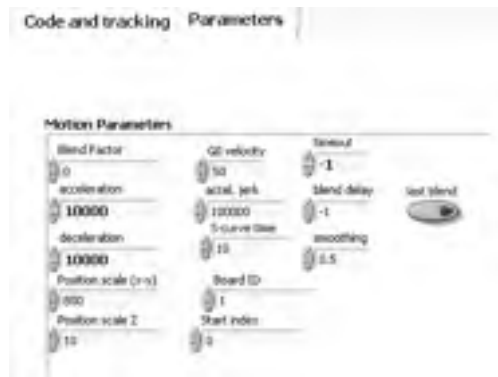 Code and tracking Parameters
Motion Parameters
Blend Factor
0
acceleration
10000
deceleration
10000
Position scale (x-y)
800
Position scale Z
10
velocity
50
accel. jerk
100000
S-curve time
10
Board ID
1
Start index
0
Timeout
-1
blend delay
-1
smoothing
0.5
last blend